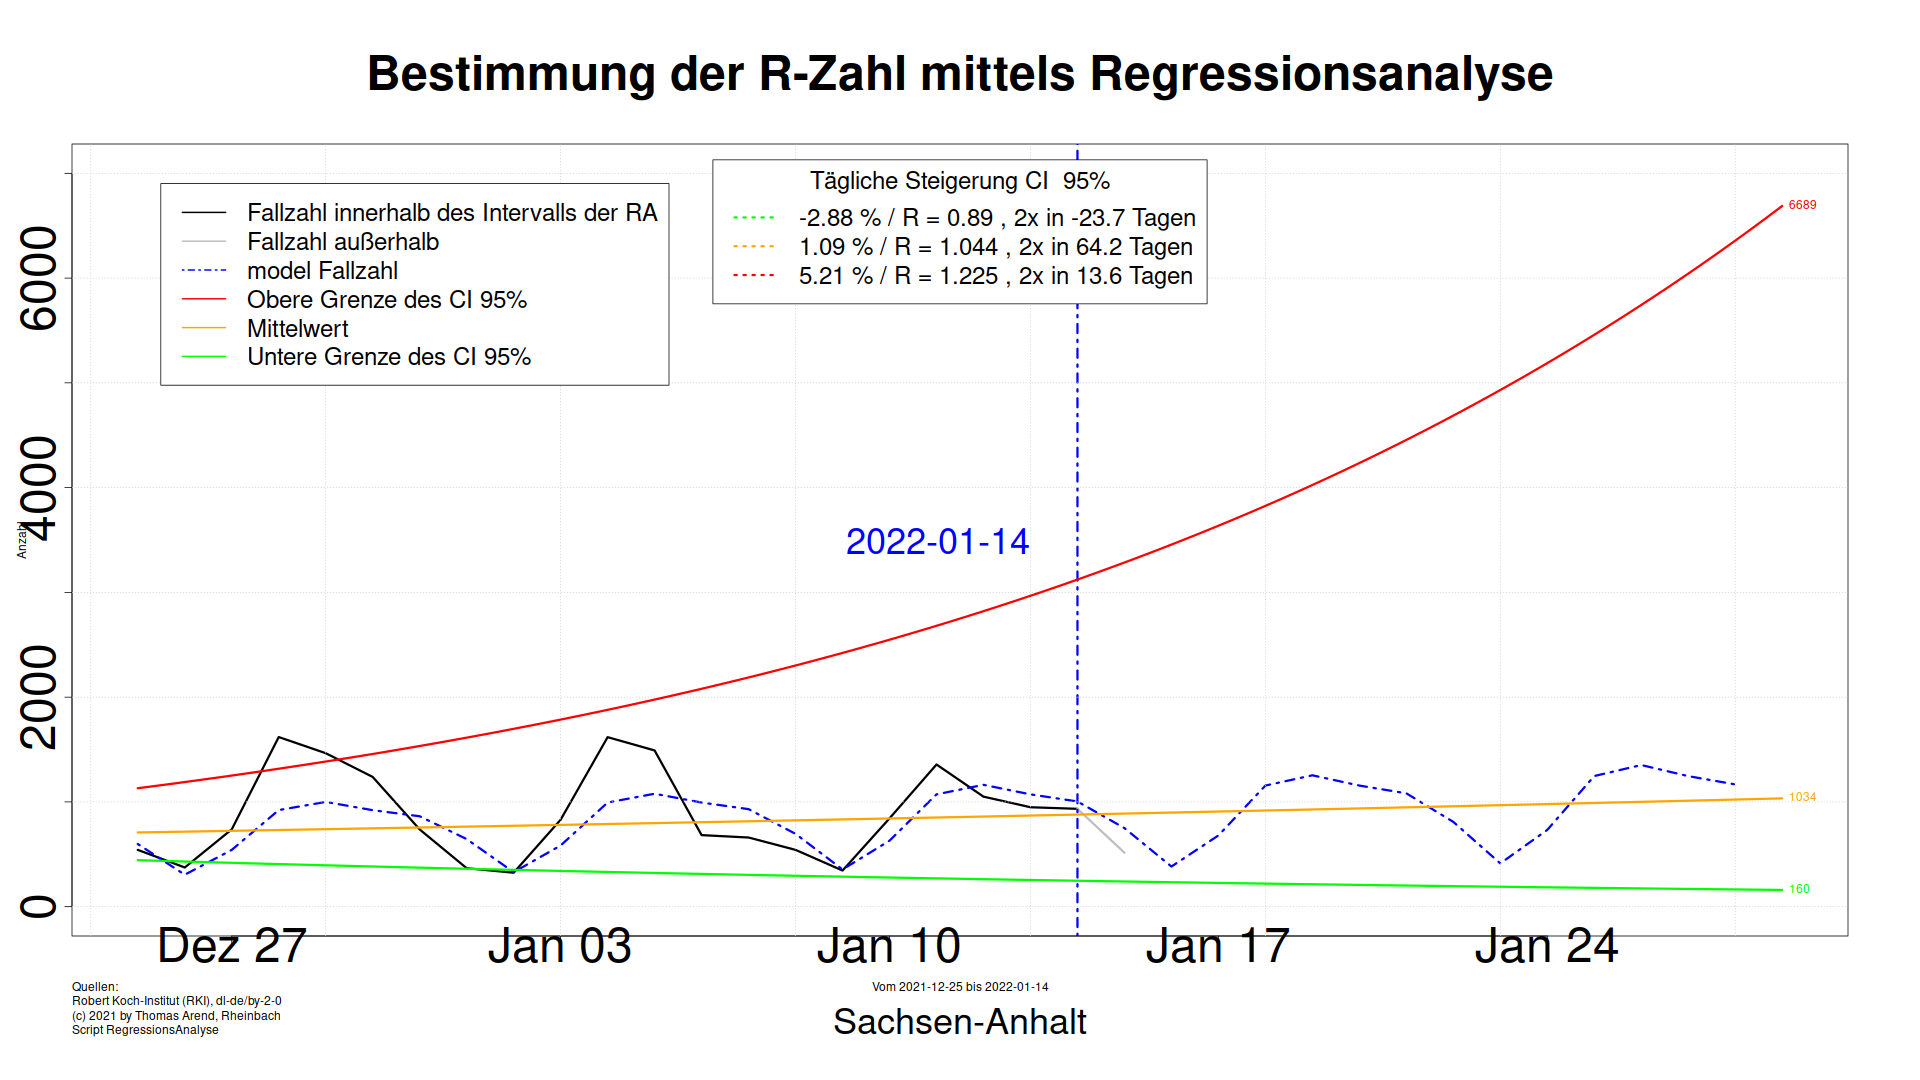 Bestimmung der R-Zahl mittels Regressionsanalyse
Fallzahl innerhalb des Intervalls der RA
Fallzahl außerhalb
model Fallzahl
Obere Grenze des CI 95%
Mittelwert
Untere Grenze des CI 95%
Tägliche Steigerung CI 95%
-2.88 % / R = 0.89 , 2x in -23.7 Tagen
1.09 % / R = 1.044 , 2x in 64.2 Tagen
5.21 % / R = 1.225 , 2x in 13.6 Tagen
6689
6000
4000
2000
0
Anzahl
2022-01-14
1034
160
Dez 27
Jan 03
Jan 10
Jan 17
Jan 24
Quellen:
Robert Koch-Institut (RKI), dl-de/by-2-0
(c) 2021 by Thomas Arend, Rheinbach
Script RegressionsAnalyse
Vom 2021-12-25 bis 2022-01-14
Sachsen-Anhalt